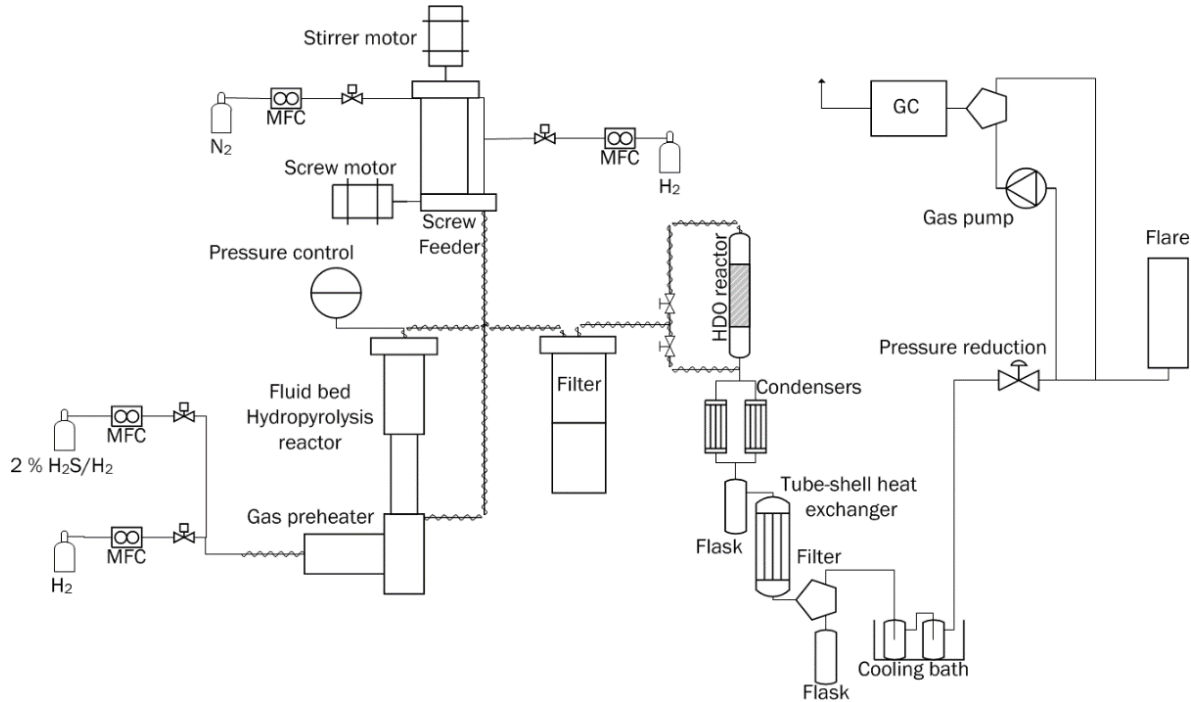 Stirrer motor
MFC
N2
MFC
H2
Screw motor
Screw
Feeder
Pressure control
GC
Gas pump
Flare
HDO reactor
Pressure reduction
Fluid bed
Hydropyrolysis
reactor
Filter
Condensers
MFC
2 % H2S/H2
Gas preheater
MFC
H2
Tube-shell heat
exchanger
Flask
Filter
Cooling bath
Flask